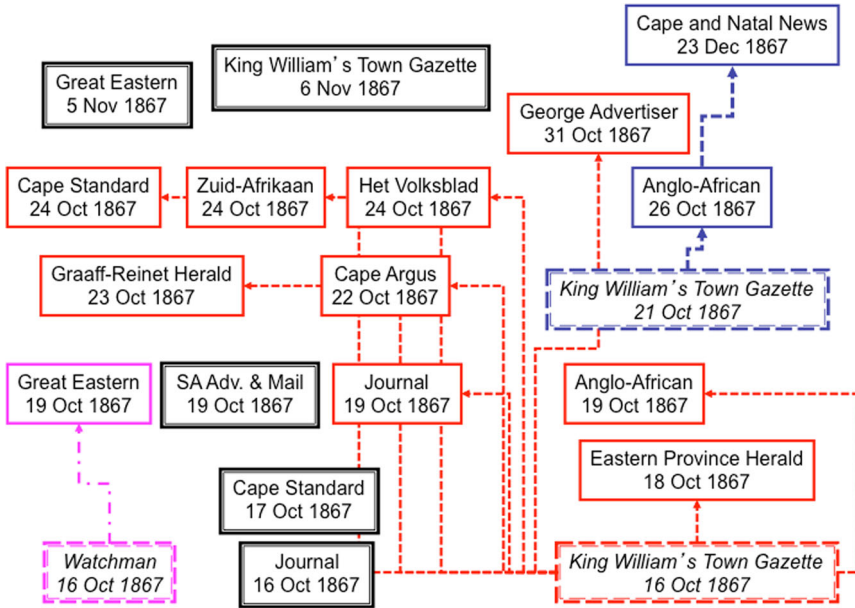 Cape and Natal News
23 Dec 1867
King William's Town Gazette
6 Nov 1867
Great Eastern
5 Nov 1867
George Advertiser
31 Oct 1867
Cape Standard
24 Oct 1867
Zuid-Afrikaan
24 Oct 1867
Het Volksblad
24 Oct 1867
Anglo-African
26 Oct 1867
Graaff-Reinet Herald
23 Oct 1867
Cape Argus
22 Oct 1867
King William's Town Gazette
21 Oct 1867
Great Eastern
19 Oct 1867
SA Adv. & Mail
19 Oct 1867
Journal
19 Oct 1867
Anglo-African
19 Oct 1867
Eastern Province Herald
18 Oct 1867
Cape Standard
17 Oct 1867
Watchman
16 Oct 1867
Journal
16 Oct 1867
King William's Town Gazette
16 Oct 1867